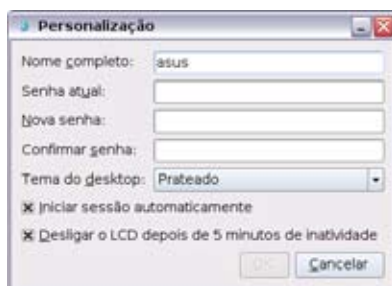 Personalização
Nome completo: asus
Senha atual:
Nova senha:
Confirmar senha:
Tema do desktop: Prateado
Iniciar sessão automaticamente
Desligar o LCD depois de 5 minutos de inatividade
OK Cancelar